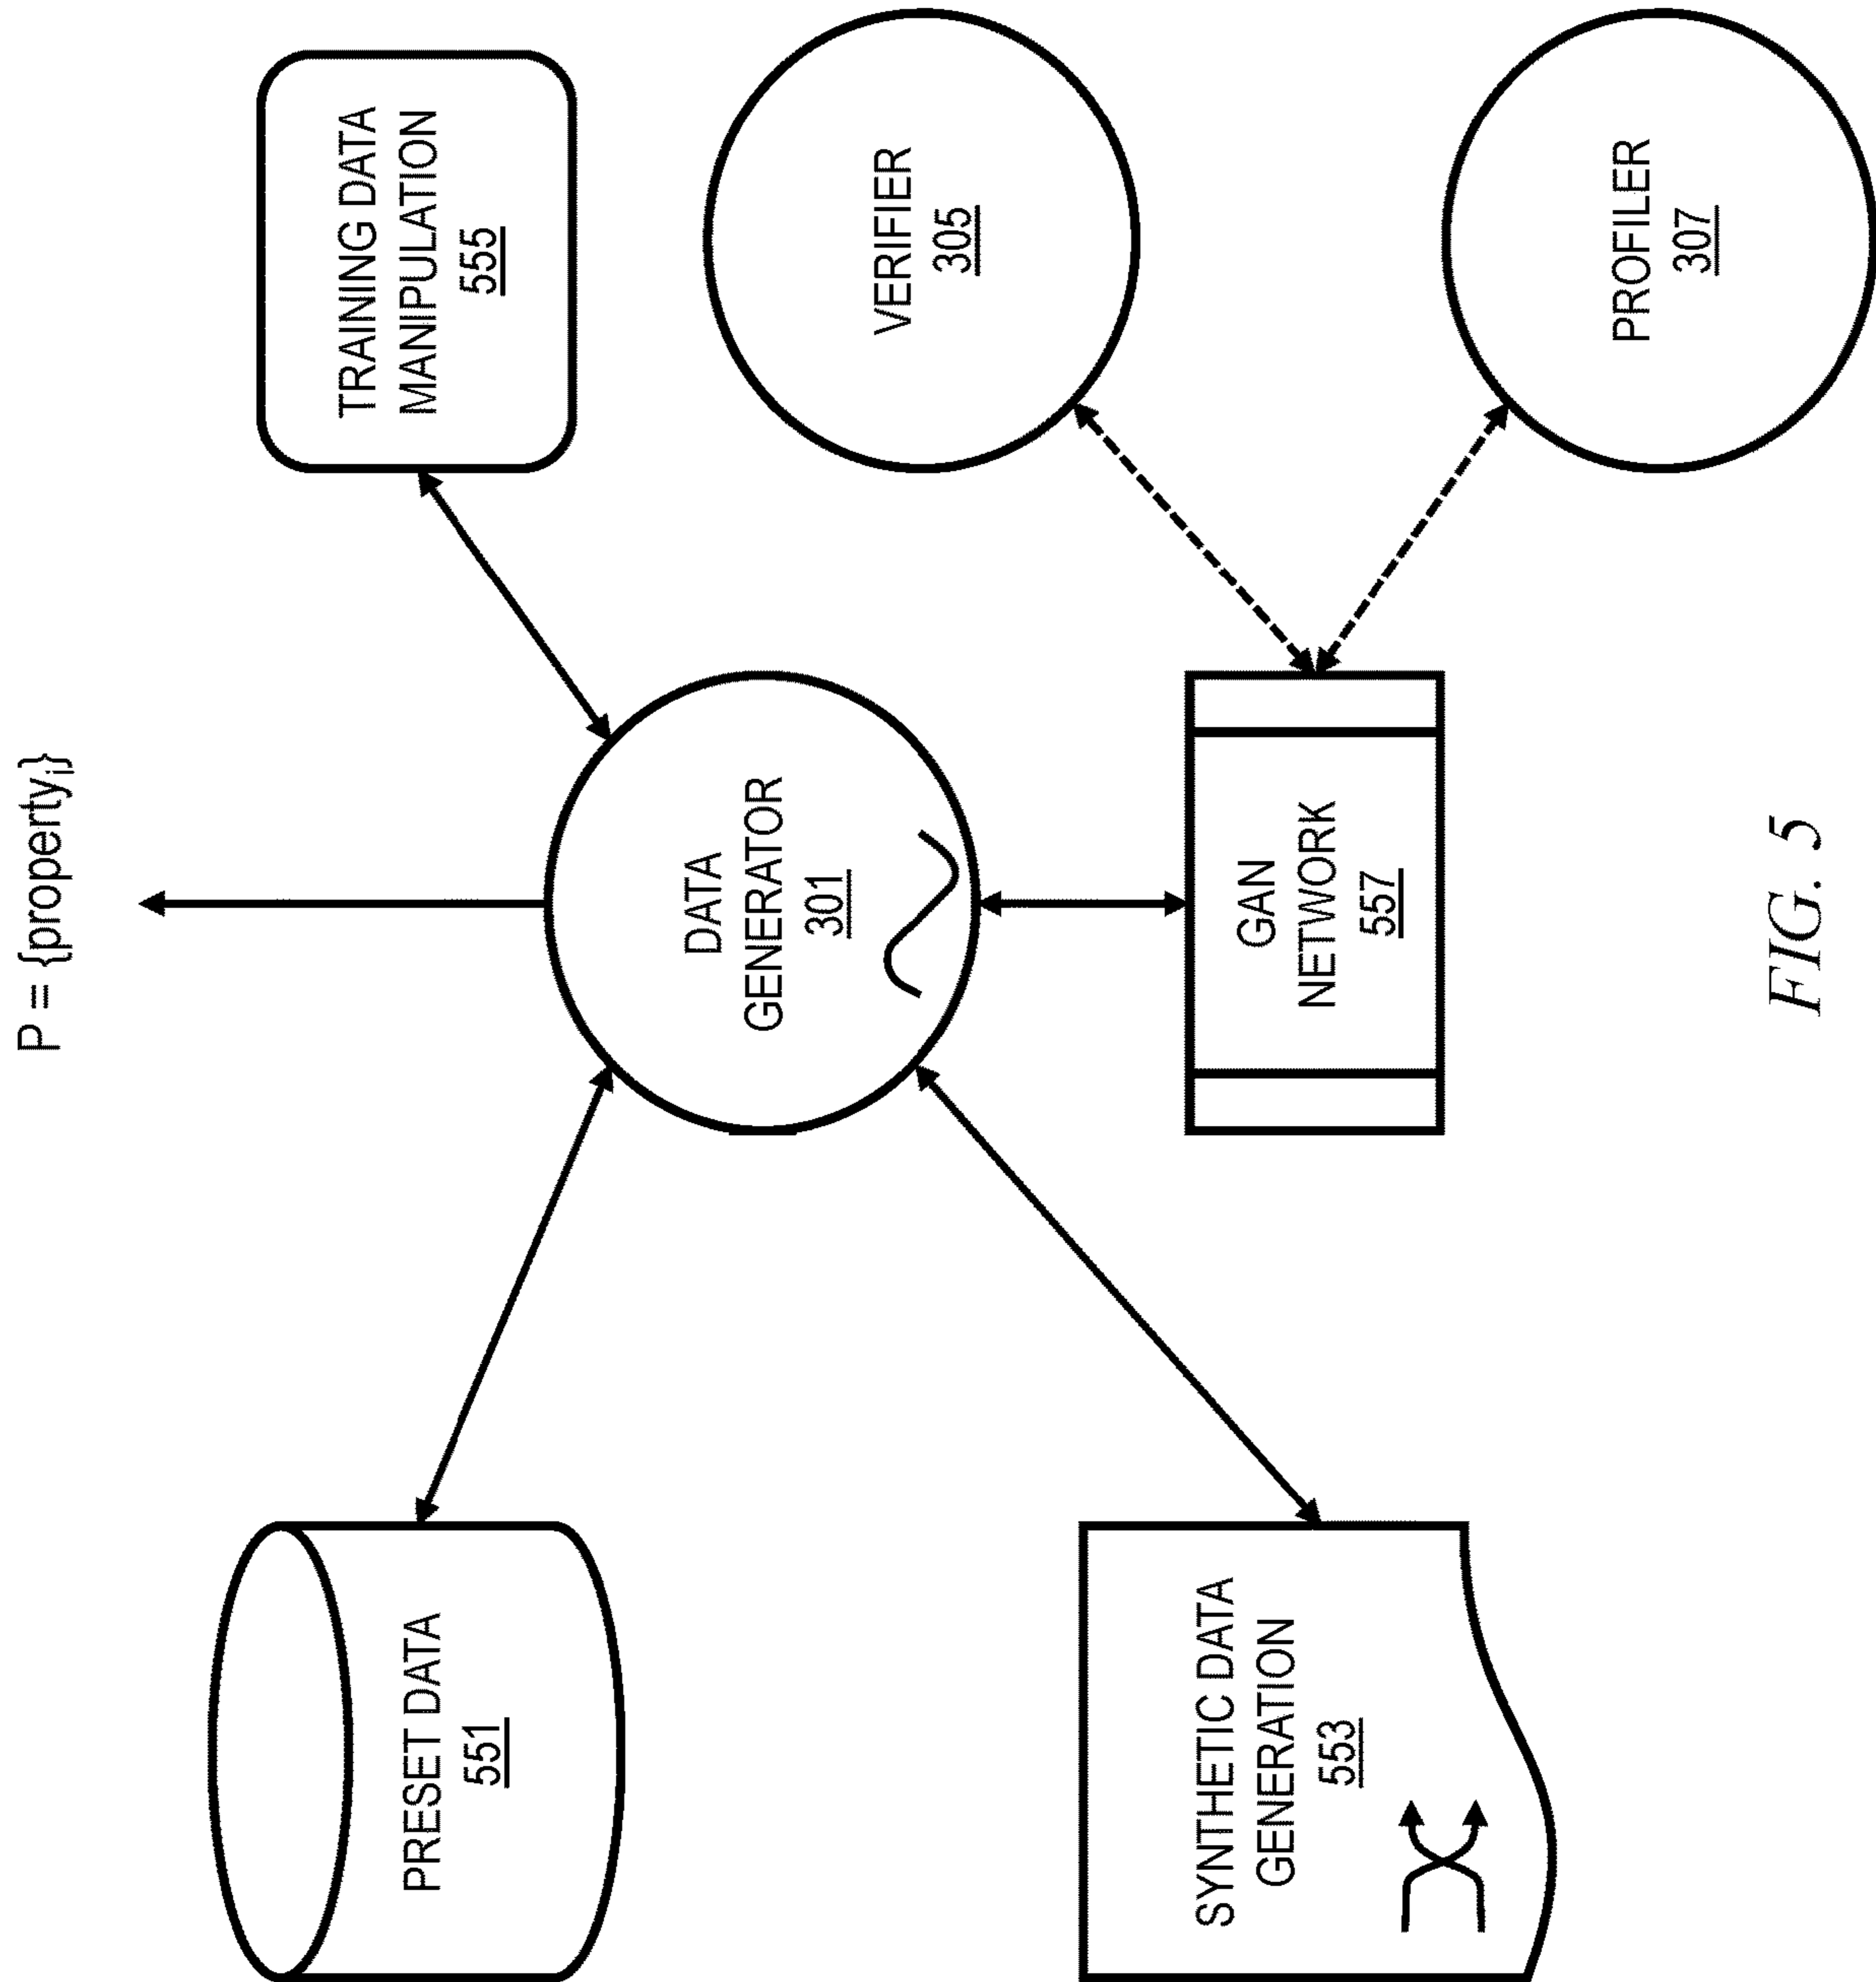 P = {propertyᵢ}
PRESET DATA
551
DATA
GENERATOR
301
TRAINING DATA
MANIPULATION
555
SYNTHETIC DATA
GENERATION
553
GAN
NETWORK
557
VERIFIER
305
PROFILER
307
FIG. 5